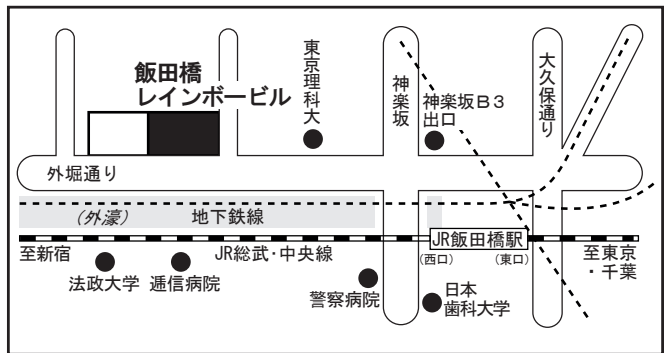 飯田橋
レインボービル
東京理科大
神楽坂
神楽坂B3
出口
大久保通り
外堀通り
(外濠)
地下鉄線
JR飯田橋駅
(西口)
(東口)
至新宿
JR総武・中央線
至東京
・千葉
法政大学
逓信病院
警察病院
日本
歯科大学